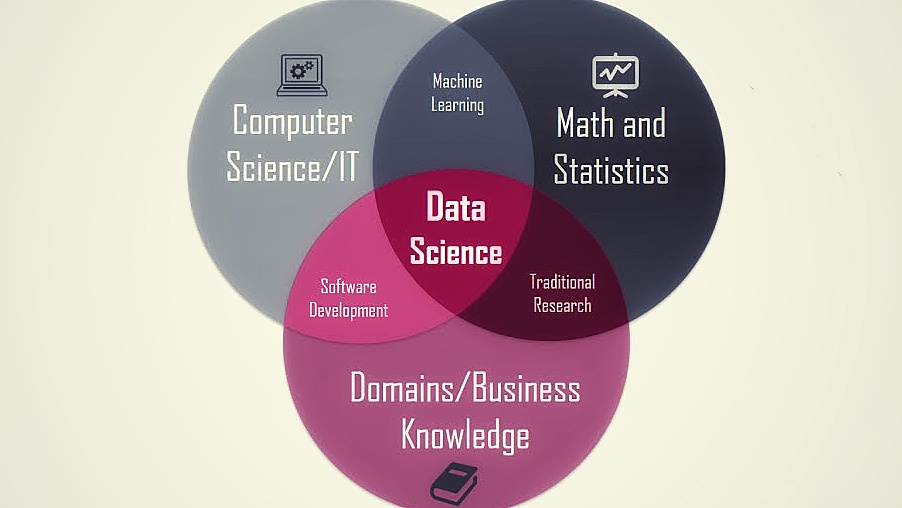 Machine
Learning
Computer
Science/IT
Math and
Statistics
Data
Science
Software
Development
Traditional
Research
Domains/Business
Knowledge